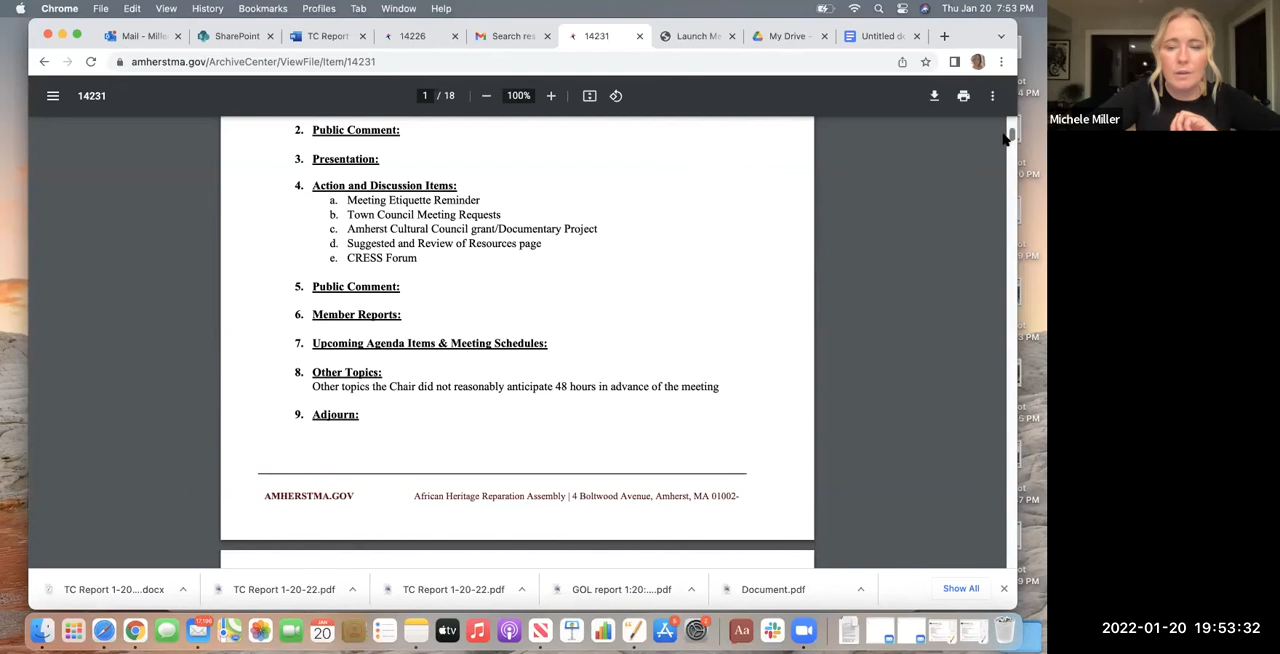 Chrome File Edit View History Bookmarks Profiles Tab Window Help Thu Jan 20 7:53 PM
Mail - Mille SharePoint TC Report 14226 Search res 14231 Launch Me My Drive - Untitled do
amherstma.gov/ArchiveCenter/ViewFile/Item/14231
14231 1 / 18 100%
Michele Miller
2. Public Comment:
3. Presentation:
4. Action and Discussion Items:
a. Meeting Etiquette Reminder
b. Town Council Meeting Requests
c. Amherst Cultural Council grant/Documentary Project
d. Suggested and Review of Resources page
e. CRESS Forum
5. Public Comment:
6. Member Reports:
7. Upcoming Agenda Items & Meeting Schedules:
8. Other Topics:
Other topics the Chair did not reasonably anticipate 48 hours in advance of the meeting
9. Adjourn:
AMHERSTMA.GOV African Heritage Reparation Assembly | 4 Boltwood Avenue, Amherst, MA 01002-
TC Report 1-20....docx TC Report 1-20-22.pdf TC Report 1-20-22.pdf GOL report 1:20:....pdf Document.pdf Show All
JAN
20
tv
Aa
2022-01-20 19:53:32